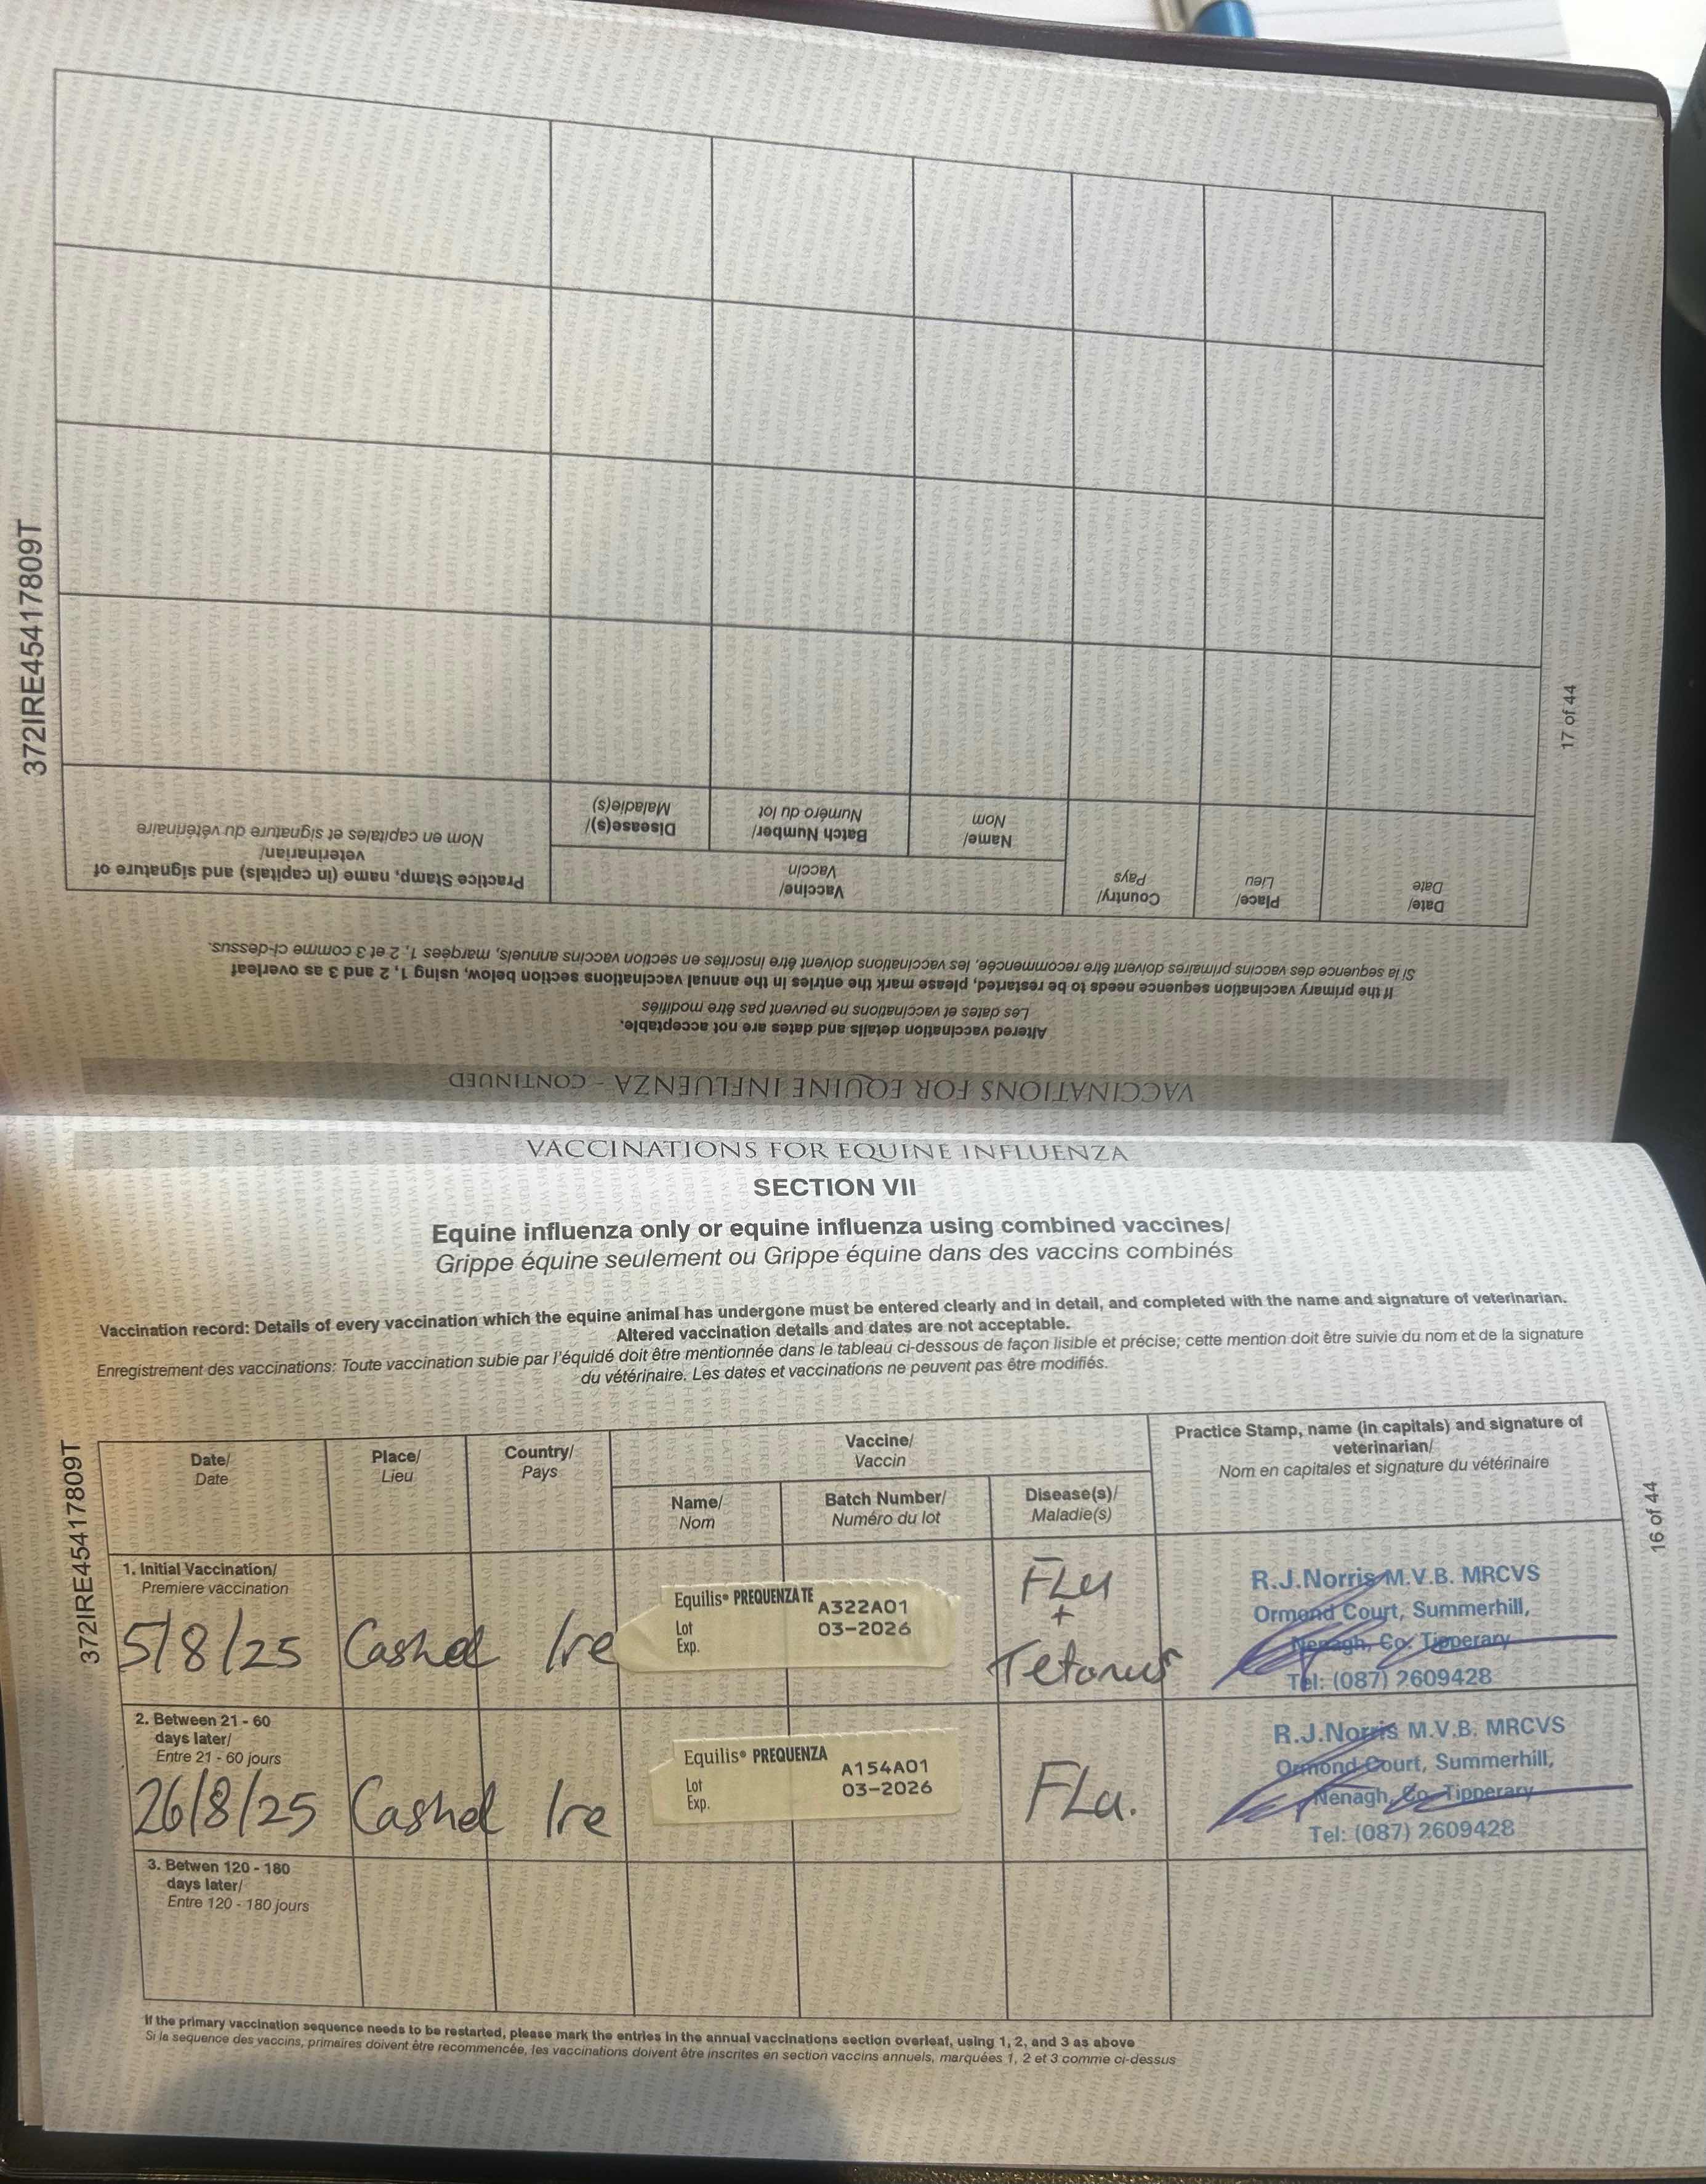 372IRE45417809T
17 of 44
VACCINATIONS FOR EQUINE INFLUENZA - CONTINUED
Altered vaccination details and dates are not acceptable.
Les dates et vaccinations ne peuvent pas être modifiés
If the primary vaccination sequence needs to be restarted, please mark the entries in the annual vaccinations section below, using 1, 2 and 3 as overleaf
Si la sequence des vaccins primaires doivent être recommencée, les vaccinations doivent être inscrites en section vaccins annuels, marquées 1, 2 et 3 comme ci-dessus.
Date/
Date
Place/
Lieu
Country/
Pays
Vaccine/
Vaccin
Name/
Nom
Batch Number/
Numéro du lot
Disease(s)/
Maladie(s)
Practice Stamp, name (in capitals) and signature of
veterinarian/
Nom en capitales et signature du vétérinaire
VACCINATIONS FOR EQUINE INFLUENZA
SECTION VII
Equine influenza only or equine influenza using combined vaccines/
Grippe équine seulement ou Grippe équine dans des vaccins combinés
Vaccination record: Details of every vaccination which the equine animal has undergone must be entered clearly and in detail, and completed with the name and signature of veterinarian.
Altered vaccination details and dates are not acceptable.
Enregistrement des vaccinations: Toute vaccination subie par l'équidé doit être mentionnée dans le tableau ci-dessous de façon lisible et précise; cette mention doit être suivie du nom et de la signature
du vétérinaire. Les dates et vaccinations ne peuvent pas être modifiés.
372IRE45417809T
16 of 44
Date/
Date
Place/
Lieu
Country/
Pays
Vaccine/
Vaccin
Name/
Nom
Batch Number/
Numéro du lot
Disease(s)/
Maladie(s)
Practice Stamp, name (in capitals) and signature of
veterinarian/
Nom en capitales et signature du vétérinaire
1. Initial Vaccination/
Premiere vaccination
5/8/25 Cashel Ire
Equilis® PREQUENZA TE
A322A01
Lot
Exp. 03-2026
FLu
+
Tetanus
R.J.Norris M.V.B. MRCVS
Ormond Court, Summerhill,
Nenagh, Co. Tipperary
Tel: (087) 2609428
2. Between 21 - 60
days later/
Entre 21 - 60 jours
26/8/25 Cashel Ire
Equilis® PREQUENZA
A154A01
Lot
Exp. 03-2026
FLu.
R.J.Norris M.V.B. MRCVS
Ormond Court, Summerhill,
Nenagh, Co. Tipperary
Tel: (087) 2609428
3. Betwen 120 - 180
days later/
Entre 120 - 180 jours
If the primary vaccination sequence needs to be restarted, please mark the entries in the annual vaccinations section overleaf, using 1, 2, and 3 as above
Si la sequence des vaccins, primaires doivent être recommencée, les vaccinations doivent être inscrites en section vaccins annuels, marquées 1, 2 et 3 comme ci-dessus